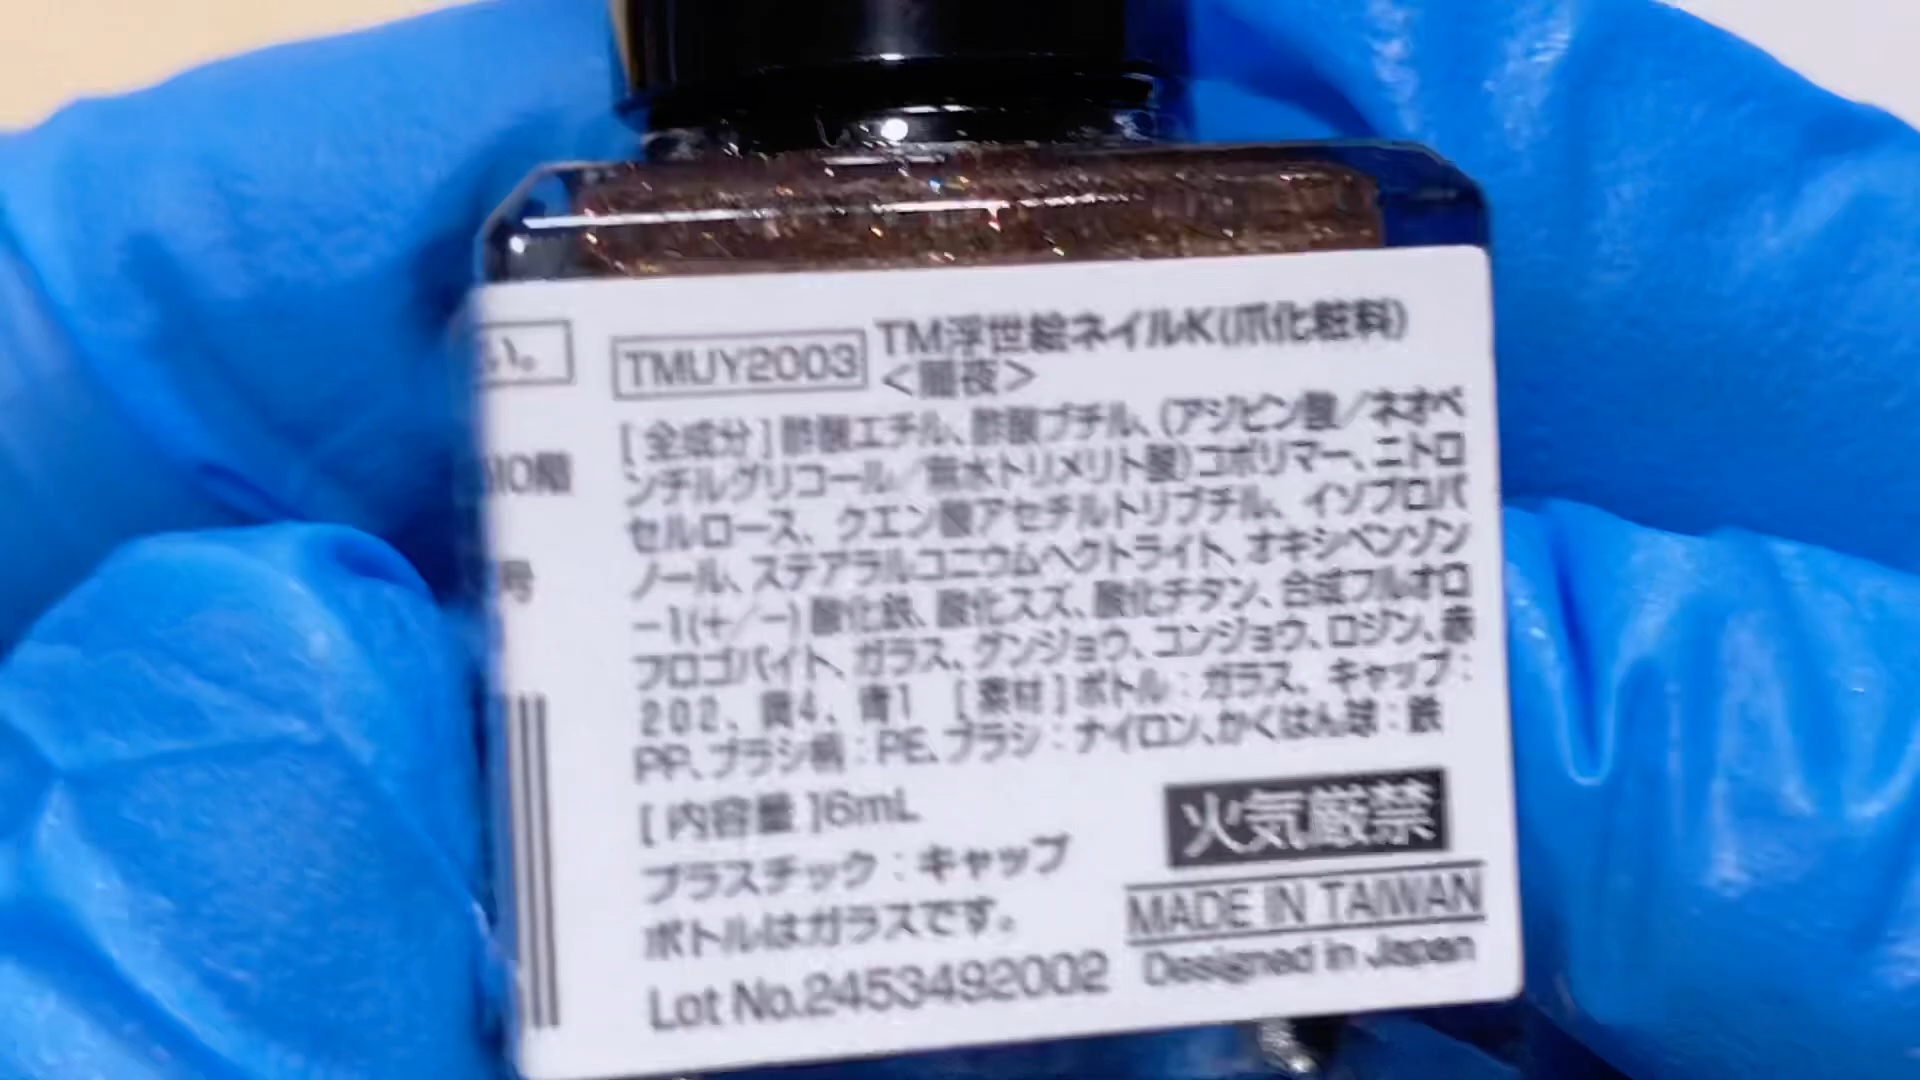 い。
10階
号
TMUY2003
TM浮世絵ネイルK(爪化粧料)
<闇夜>
[全成分]酢酸エチル、酢酸ブチル、(アジピン酸/ネオペ
ンチルグリコール/無水トリメリト酸)コポリマー、ニトロ
セルロース、クエン酸アセチルトリブチル、イソプロパ
ノール、ステアラルコニウムヘクトライト、オキシベンゾン
-1(+/-)酸化鉄、酸化スズ、酸化チタン、合成フルオロ
フロゴパイト、ガラス、グンジョウ、コンジョウ、ロジン、赤
202、黄4、青1 [素材]ボトル:ガラス、キャップ:
PP、ブラシ柄:PE、ブラシ:ナイロン、かくはん球:鉄
[内容量]6mL
プラスチック:キャップ
ボトルはガラスです。
火気厳禁
MADE IN TAIWAN
Designed in Japan
Lot No.2453492002